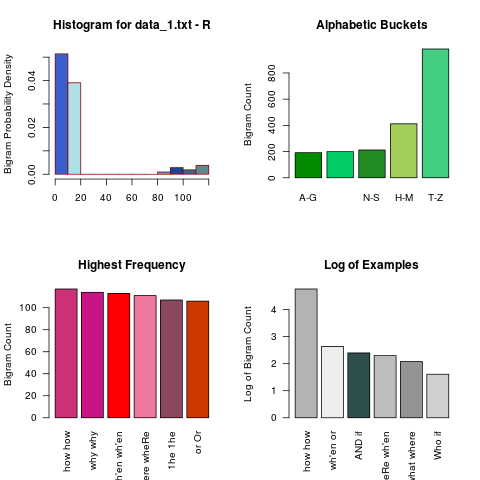 Histogram for data_1.txt - R
Bigram Probability Density
0.00
0.02
0.04
0 20 40 60 80 100
Alphabetic Buckets
Bigram Count
0 200 400 600 800
A-G N-S H-M T-Z
Highest Frequency
Bigram Count
0 20 40 60 80 100
how how
why why
h'en wh'en
ere wheRe
1he 1he
or Or
Log of Examples
Log of Bigram Count
0 1 2 3 4
how how
wh'en or
AND if
eRe wh'en
what where
Who if